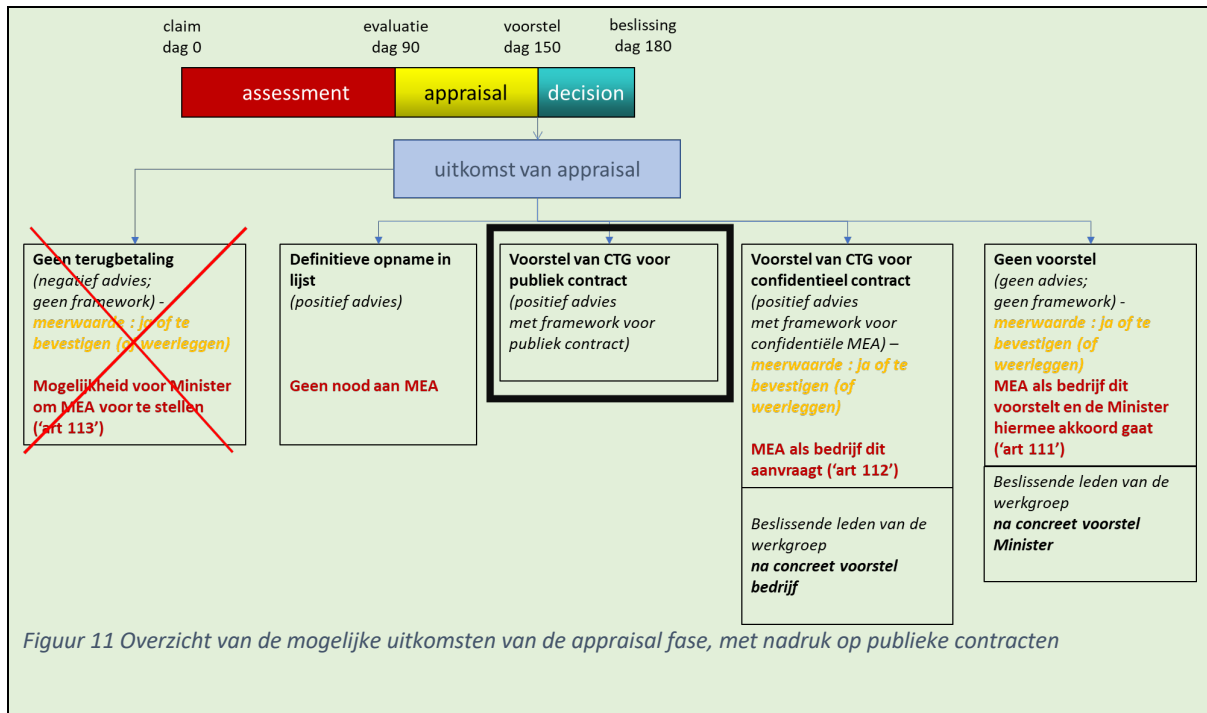 claim
dag 0
evaluatie
dag 90
voorstel
dag 150
beslissing
dag 180
assessment
appraisal
decision
uitkomst van appraisal
Geen terugbetaling
(negatief advies;
geen framework) -
meerwaarde : ja of te
bevestigen (of weerleggen)
Mogelijkheid voor Minister
om MEA voor te stellen
(‘art 113’)
Definitieve opname in
lijst
(positief advies)
Geen nood aan MEA
Voorstel van CTG voor
publiek contract
(positief advies
met framework voor
publiek contract)
Voorstel van CTG voor
confidentieel contract
(positief advies
met framework voor
confidentiële MEA) –
meerwaarde : ja of te
bevestigen (of
weerleggen)
MEA als bedrijf dit
aanvraagt (‘art 112’)
Beslissende leden van de
werkgroep
na concreet voorstel
bedrijf
Geen voorstel
(geen advies;
geen framework) -
meerwaarde : ja of te
bevestigen (of
weerleggen)
MEA als bedrijf dit
voorstelt en de Minister
hiermee akkoord gaat
(‘art 111’)
Beslissende leden van de
werkgroep
na concreet voorstel
Minister
Figuur 11 Overzicht van de mogelijke uitkomsten van de appraisal fase, met nadruk op publieke contracten